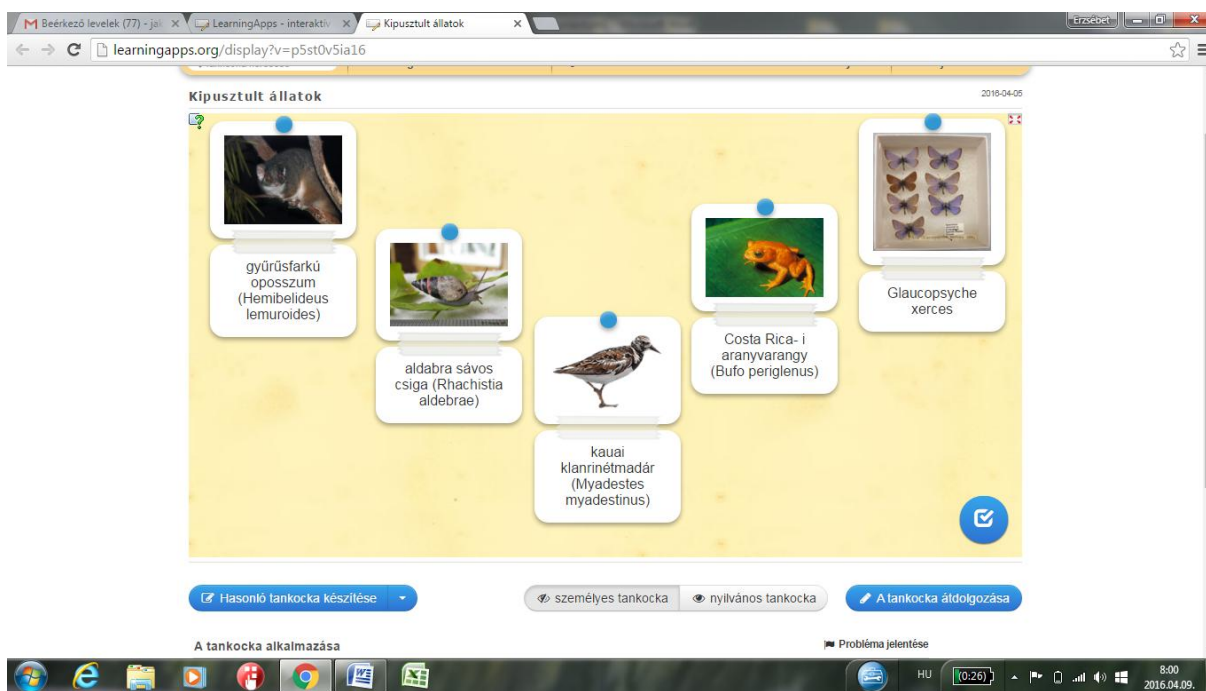 Beérkező levelek (77) - jak
LearningApps - interaktív
Kipusztult állatok
Erzsébet
learningapps.org/display?v=p5st0v5ia16
Kipusztult állatok
2016-04-05
gyűrűsfarkú
oposszum
(Hemibelideus
lemuroides)
aldabra sávos
csiga (Rhachistia
aldebrae)
kauai
klanrinétmadár
(Myadestes
myadestinus)
Costa Rica- i
aranyvarangy
(Bufo periglenus)
Glaucopsyche
xerces
Hasonló tankocka készítése
személyes tankocka
nyilvános tankocka
A tankocka átdolgozása
A tankocka alkalmazása
Probléma jelentése
HU
(0:26)
8:00
2016.04.09.